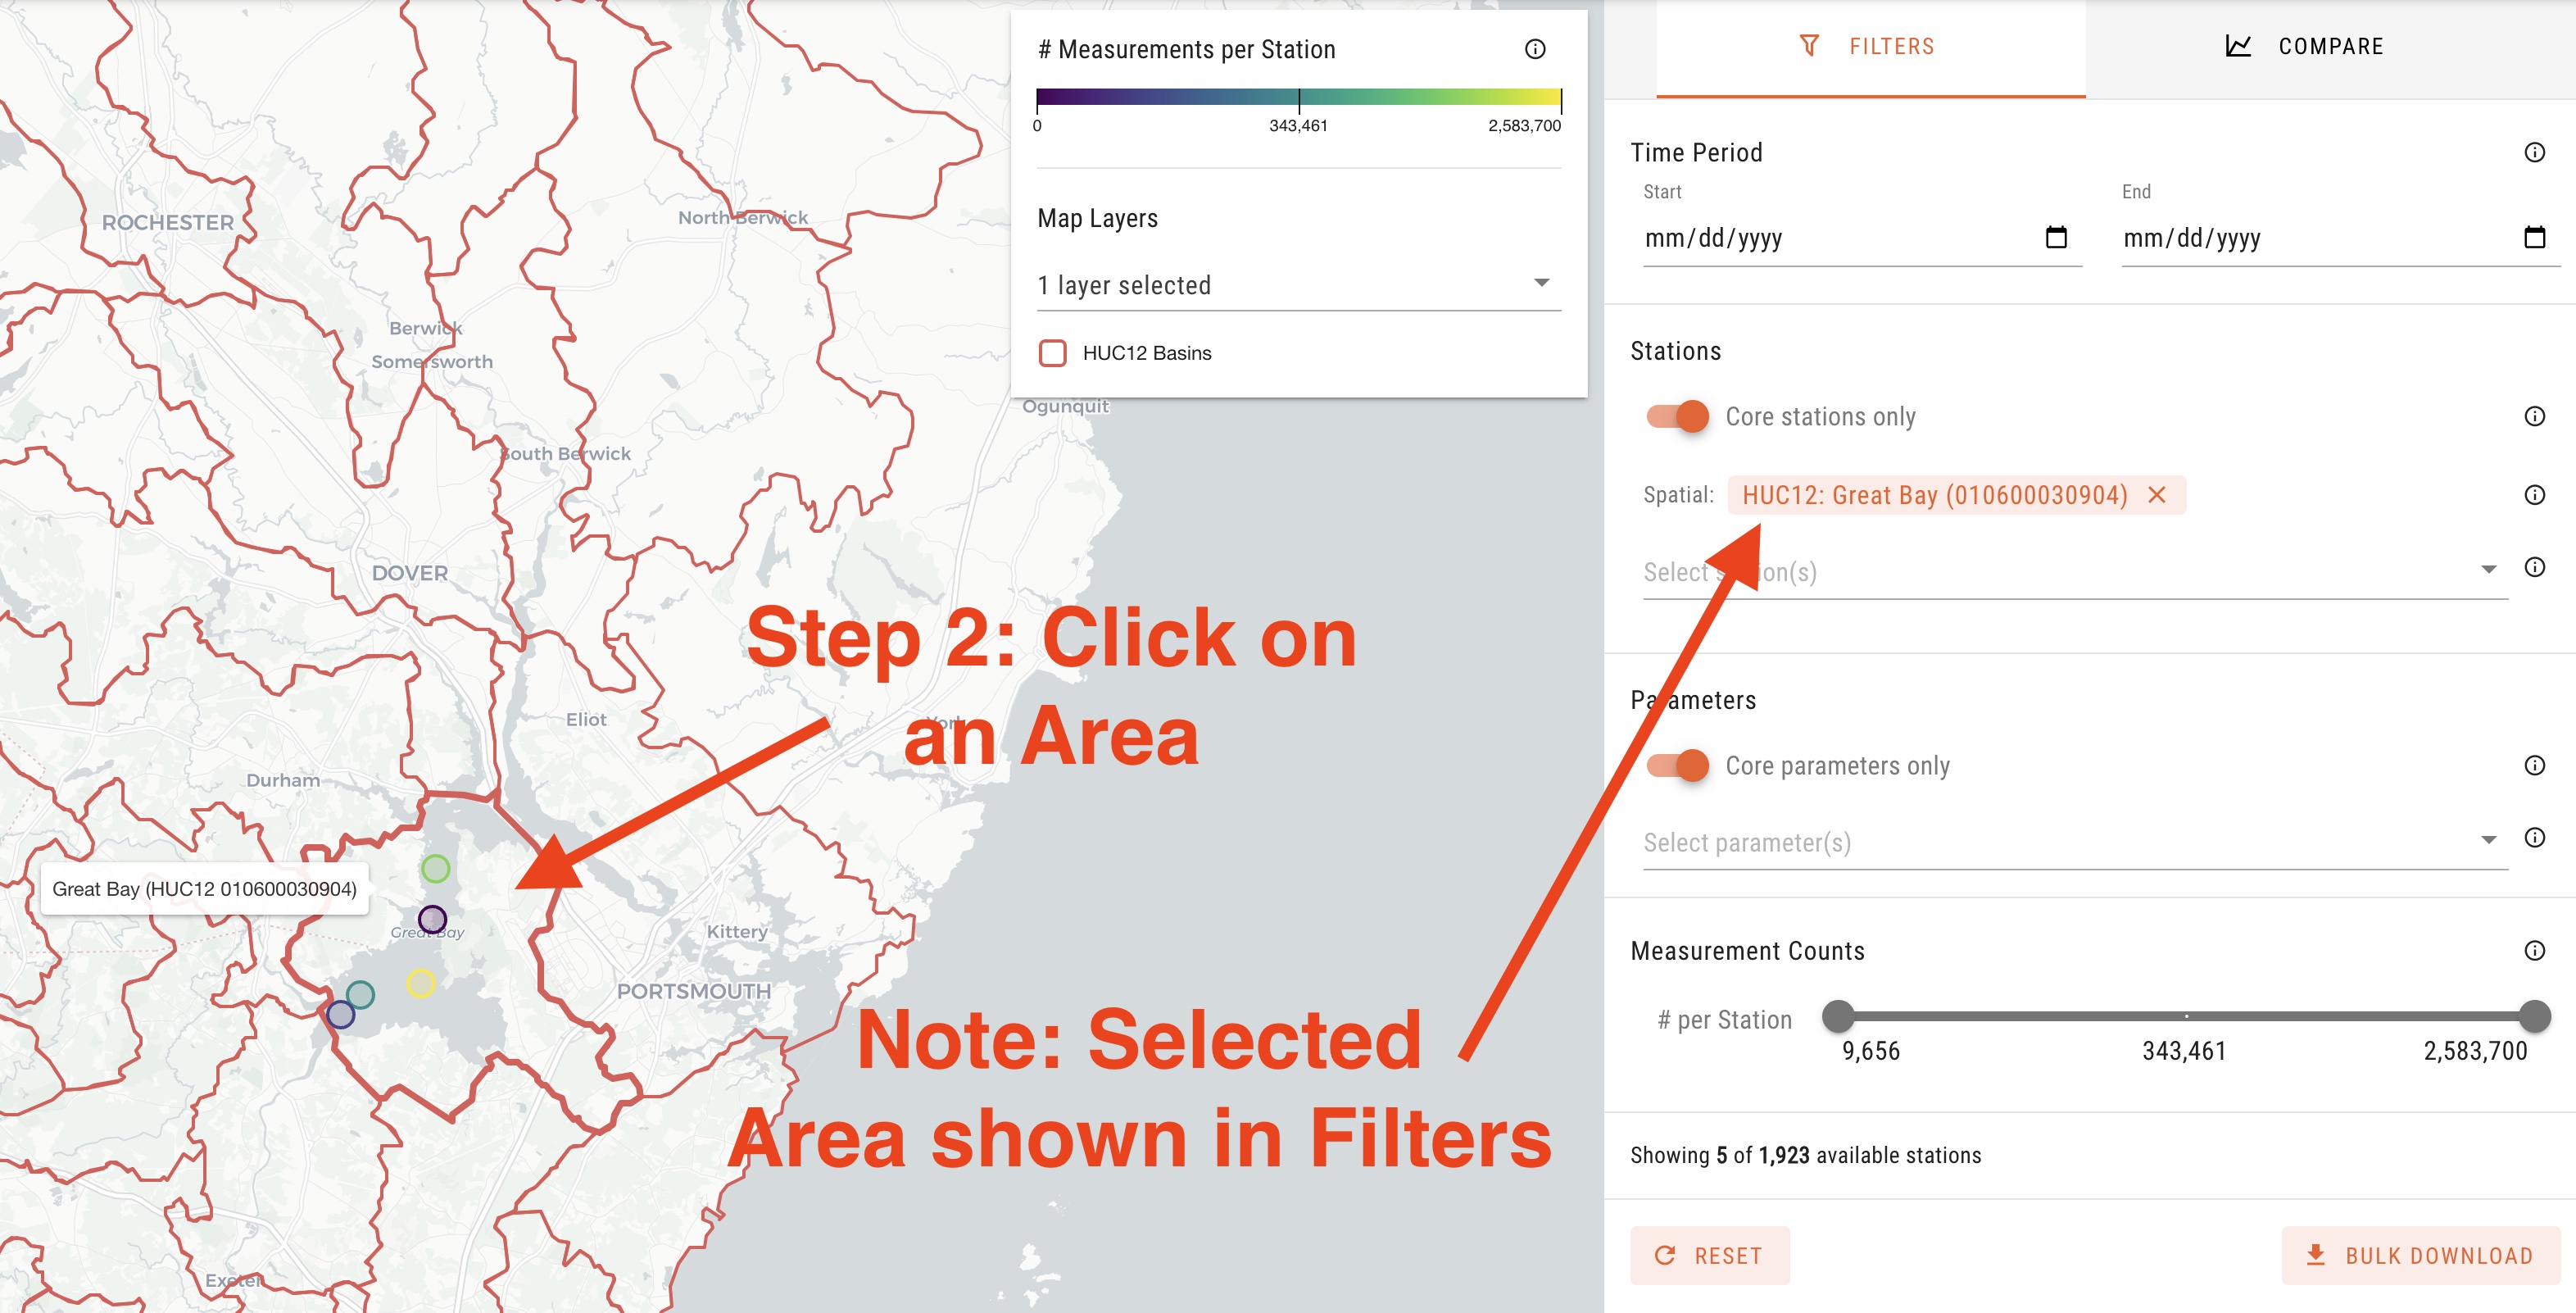 # Measurements per Station
0 343,461 2,583,700
Map Layers
1 layer selected
HUC12 Basins
ROCHESTER
North Berwick
Berwick
Somersworth
Ogunquit
South Berwick
DOVER
Step 2: Click on
an Area
York
Eliot
Durham
Great Bay (HUC12 010600030904)
Great Bay
Kittery
PORTSMOUTH
Note: Selected
Area shown in Filters
Exeter
FILTERS
COMPARE
Time Period
Start End
mm/dd/yyyy mm/dd/yyyy
Stations
Core stations only
Spatial: HUC12: Great Bay (010600030904)
Select station(s)
Parameters
Core parameters only
Select parameter(s)
Measurement Counts
# per Station
9,656 343,461 2,583,700
Showing 5 of 1,923 available stations
RESET
BULK DOWNLOAD